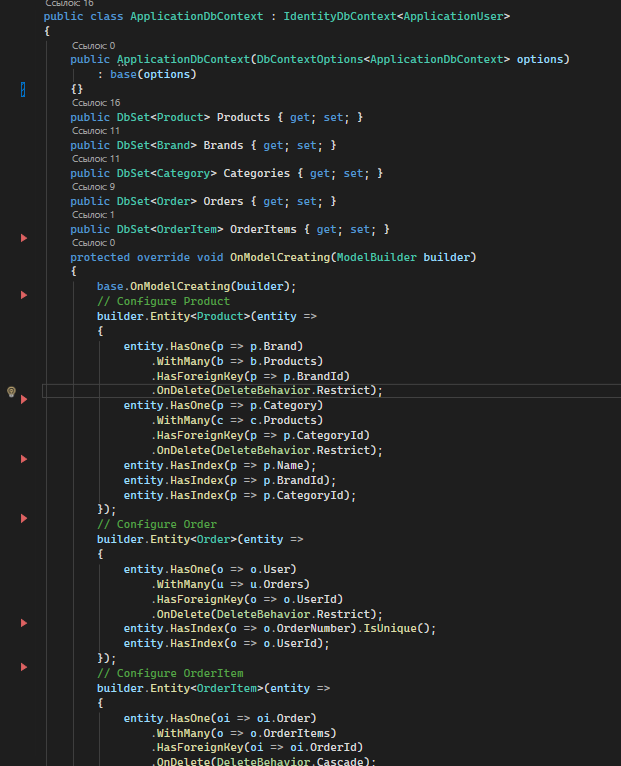 Ссылок: 16
public class ApplicationDbContext : IdentityDbContext<ApplicationUser>
{
Ссылок: 0
public ApplicationDbContext(DbContextOptions<ApplicationDbContext> options)
: base(options)
{}
Ссылок: 16
public DbSet<Product> Products { get; set; }
Ссылок: 11
public DbSet<Brand> Brands { get; set; }
Ссылок: 11
public DbSet<Category> Categories { get; set; }
Ссылок: 9
public DbSet<Order> Orders { get; set; }
Ссылок: 1
public DbSet<OrderItem> OrderItems { get; set; }
Ссылок: 0
protected override void OnModelCreating(ModelBuilder builder)
{
base.OnModelCreating(builder);
// Configure Product
builder.Entity<Product>(entity =>
{
entity.HasOne(p => p.Brand)
.WithMany(b => b.Products)
.HasForeignKey(p => p.BrandId)
.OnDelete(DeleteBehavior.Restrict);
entity.HasOne(p => p.Category)
.WithMany(c => c.Products)
.HasForeignKey(p => p.CategoryId)
.OnDelete(DeleteBehavior.Restrict);
entity.HasIndex(p => p.Name);
entity.HasIndex(p => p.BrandId);
entity.HasIndex(p => p.CategoryId);
});
// Configure Order
builder.Entity<Order>(entity =>
{
entity.HasOne(o => o.User)
.WithMany(u => u.Orders)
.HasForeignKey(o => o.UserId)
.OnDelete(DeleteBehavior.Restrict);
entity.HasIndex(o => o.OrderNumber).IsUnique();
entity.HasIndex(o => o.UserId);
});
// Configure OrderItem
builder.Entity<OrderItem>(entity =>
{
entity.HasOne(oi => oi.Order)
.WithMany(o => o.OrderItems)
.HasForeignKey(oi => oi.OrderId)
.OnDelete(DeleteBehavior.Cascade);